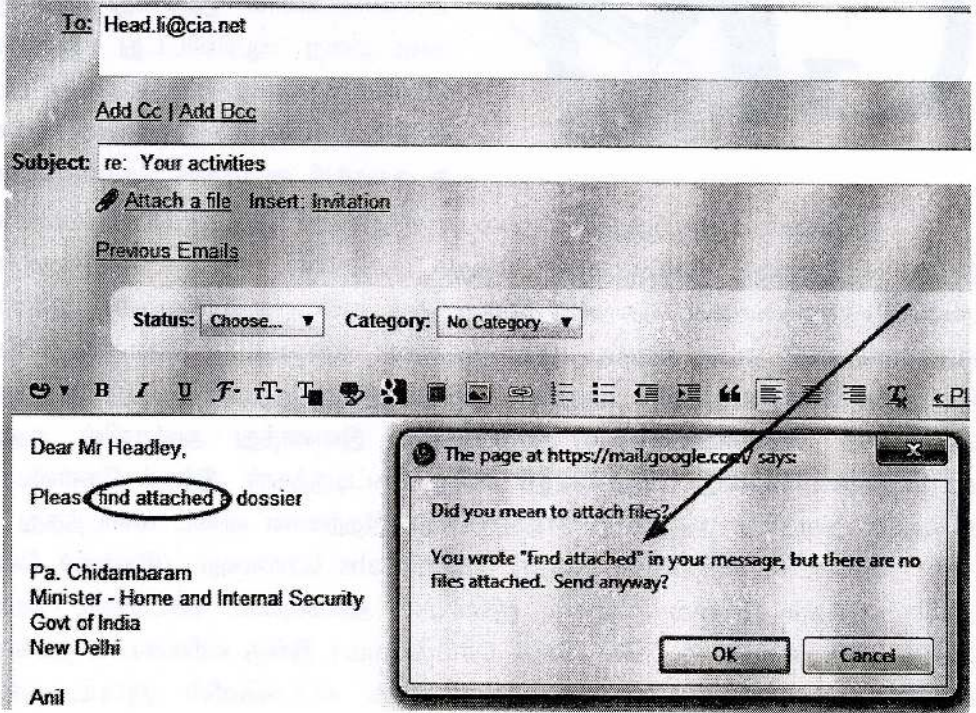 To: Head.li@cia.net
Add Cc | Add Bcc
Subject: re: Your activities
Attach a file Insert: Invitation
Previous Emails
Status: Choose... Category: No Category
B I U
Dear Mr Headley,
Please find attached a dossier
Pa. Chidambaram
Minister - Home and Internal Security
Govt of India
New Delhi
Anil
The page at https://mail.google.com/ says:
Did you mean to attach files?
You wrote "find attached" in your message, but there are no
files attached. Send anyway?
OK Cancel